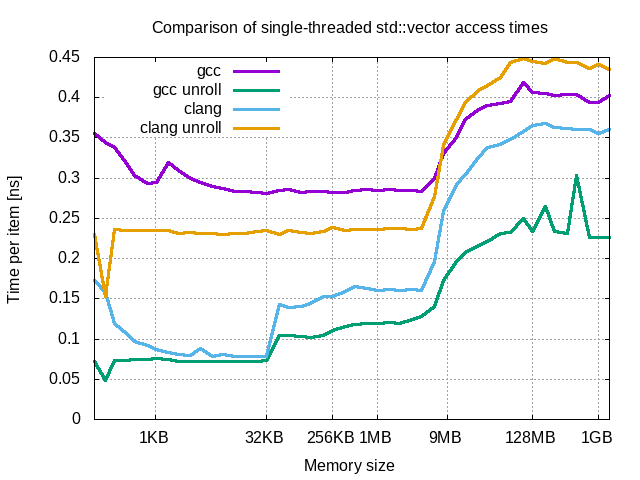 Comparison of single-threaded std::vector access times
Time per item [ns]
0.45
0.4
0.35
0.3
0.25
0.2
0.15
0.1
0.05
0
gcc
gcc unroll
clang
clang unroll
1KB 32KB 256KB 1MB 9MB 128MB 1GB
Memory size